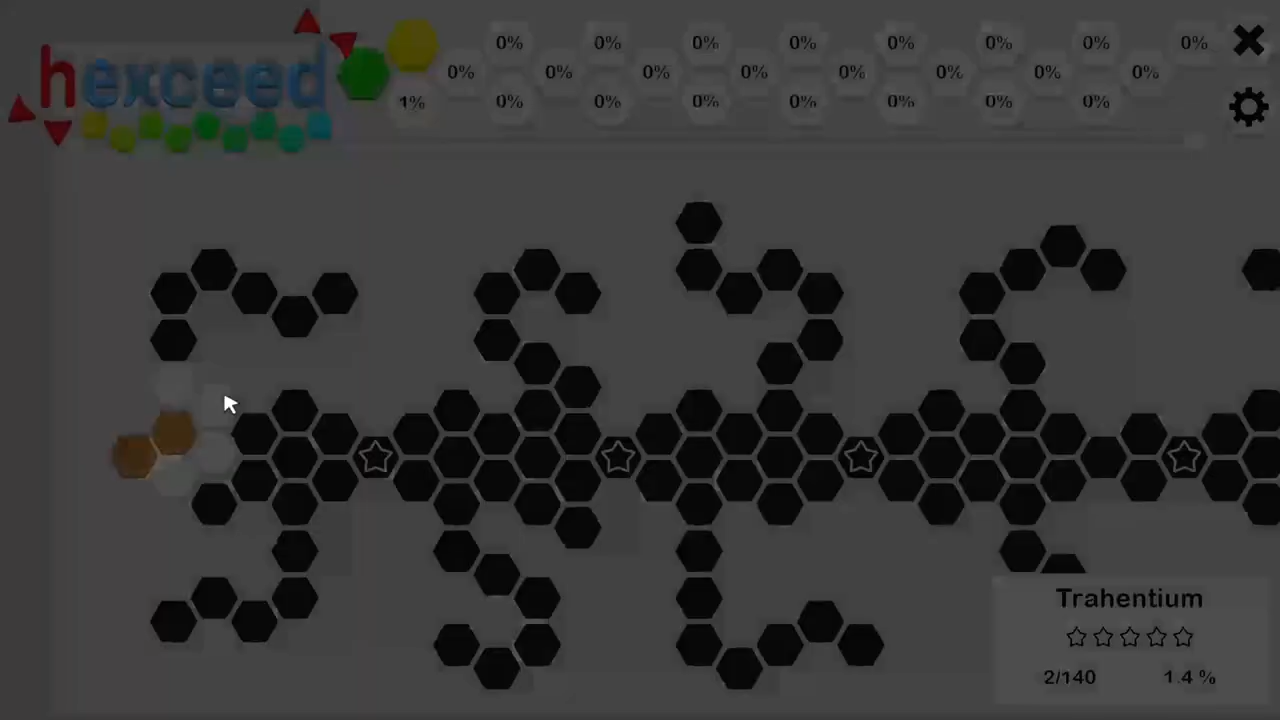 hexceed
0% 0% 0% 0% 0% 0% 0% 0%
0% 0% 0% 0% 0% 0% 0% 0%
1% 0% 0% 0% 0% 0% 0% 0%
Trahentium
2/140 1.4 %